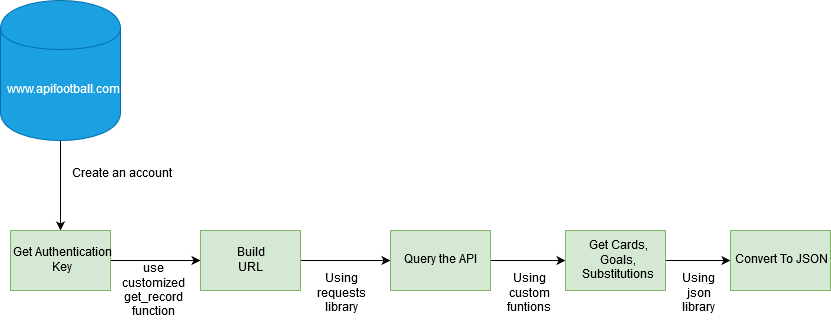 www.apifootball.com
Create an account
Get Authentication
Key
use
customized
get_record
function
Build
URL
Using
requests
library
Query the API
Using
custom
funtions
Get Cards,
Goals,
Substitutions
Using
json
library
Convert To JSON